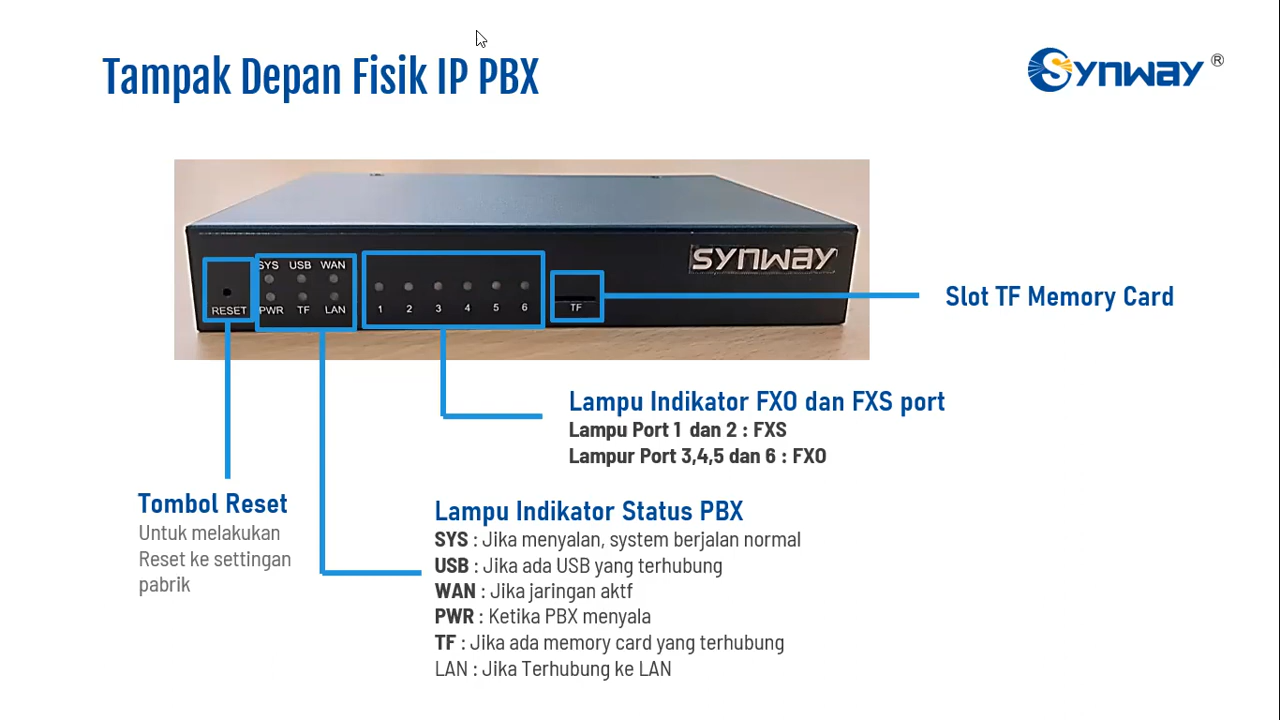 Tampak Depan Fisik IP PBX
Synway ®
SYS USB WAN
SYNWAY
RESET PWR TF LAN
1 2 3 4 5 6
TF
Slot TF Memory Card
Lampu Indikator FXO dan FXS port
Lampu Port 1 dan 2 : FXS
Lampur Port 3,4,5 dan 6 : FXO
Tombol Reset
Untuk melakukan
Reset ke settingan
pabrik
Lampu Indikator Status PBX
SYS : Jika menyalan, system berjalan normal
USB : Jika ada USB yang terhubung
WAN : Jika jaringan aktf
PWR : Ketika PBX menyala
TF : Jika ada memory card yang terhubung
LAN : Jika Terhubung ke LAN